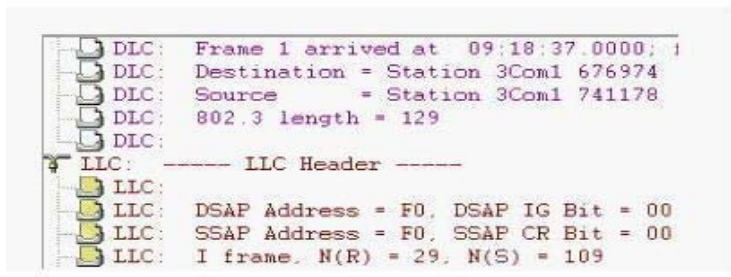 DLC: Frame 1 arrived at 09:18:37.0000;
DLC: Destination = Station 3Com1 676974
DLC: Source = Station 3Com1 741178
DLC: 802.3 length = 129
DLC:
LLC: ----- LLC Header -----
LLC:
LLC: DSAP Address = F0, DSAP IG Bit = 00
LLC: SSAP Address = F0, SSAP CR Bit = 00
LLC: I frame, N(R) = 29, N(S) = 109